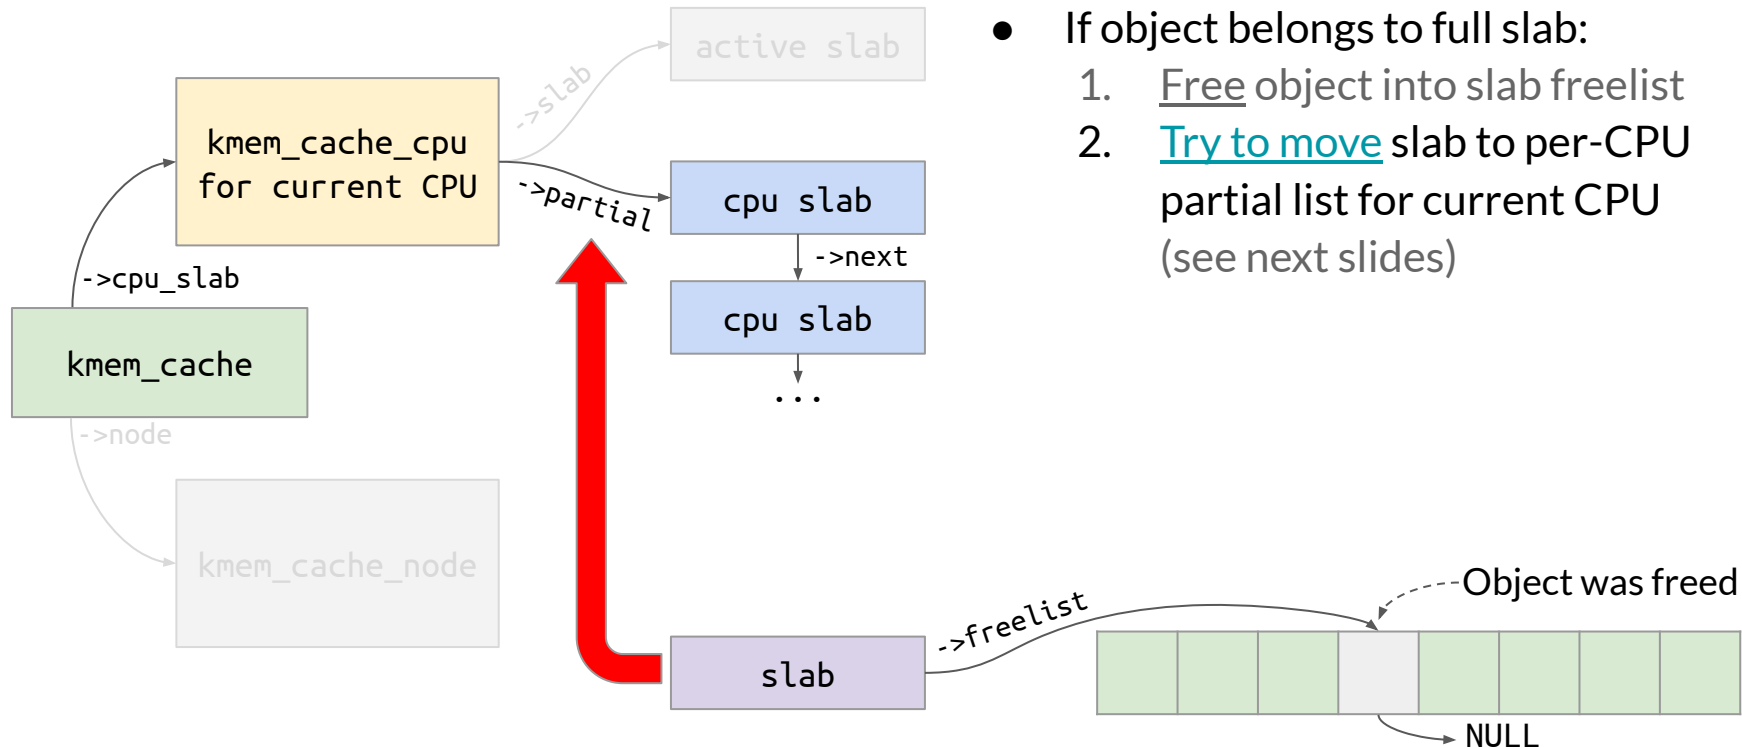 active slab
->slab
kmem_cache_cpu
for current CPU
->partial
cpu slab
->next
cpu slab
...
->cpu_slab
kmem_cache
->node
kmem_cache_node
slab
->freelist
Object was freed
NULL
● If object belongs to full slab:
1. Free object into slab freelist
2. Try to move slab to per-CPU
partial list for current CPU
(see next slides)